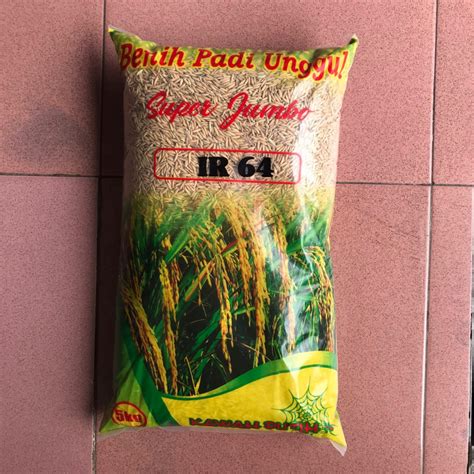 Benih Padi Unggul
Super Jumbo
IR 64
5kg